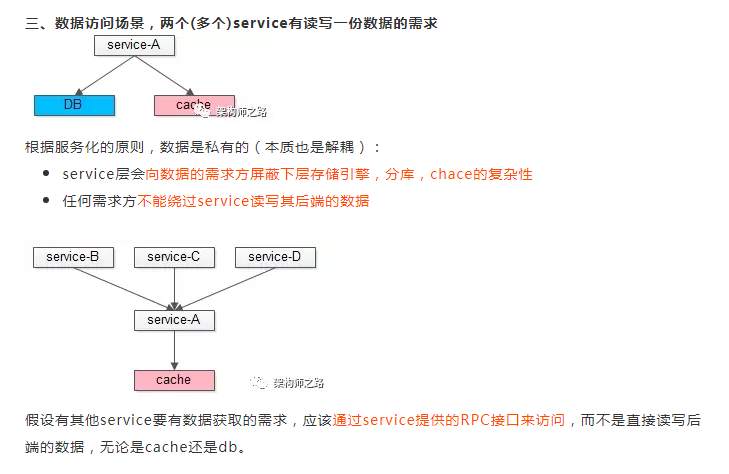 三、数据访问场景，两个(多个)service有读写一份数据的需求
service-A
DB
cache
架构师之路
根据服务化的原则，数据是私有的（本质也是解耦）：
service层会向数据的需求方屏蔽下层存储引擎，分库，chace的复杂性
任何需求方不能绕过service读写其后端的数据
service-B
service-C
service-D
service-A
cache
架构师之路
假设有其他service要有数据获取的需求，应该通过service提供的RPC接口来访问，而不是直接读写后
端的数据，无论是cache还是db。